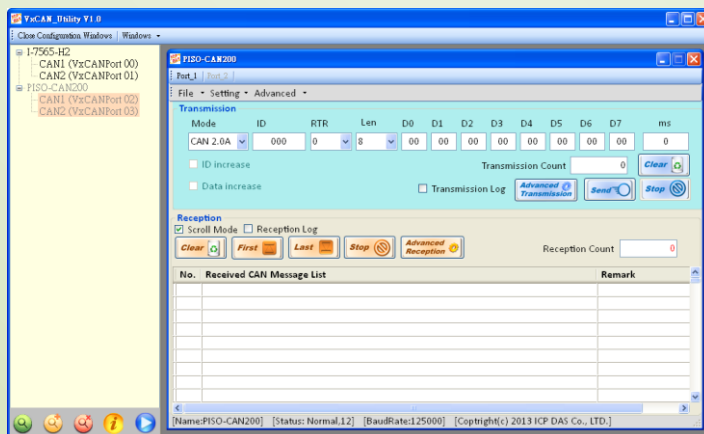 VxCAN_Utility V1.0
Close Configuration Windows Windows
I-7565-H2
CAN1 (VxCANPort 00)
CAN2 (VxCANPort 01)
PISO-CAN200
CAN1 (VxCANPort 02)
CAN2 (VxCANPort 03)
PISO-CAN200
Port_1 Port_2
File Setting Advanced
Transmission
Mode ID RTR Len D0 D1 D2 D3 D4 D5 D6 D7 ms
CAN 2.0A 000 0 8 00 00 00 00 00 00 00 00 0
ID increase Transmission Count 0 Clear
Data increase Transmission Log Advanced Transmission Send Stop
Reception
Scroll Mode Reception Log
Clear First Last Stop Advanced Reception Reception Count 0
No. Received CAN Message List Remark
[Name:PISO-CAN200] [Status: Normal,12] [BaudRate:125000] [Coptright(c) 2013 ICP DAS Co., LTD.]